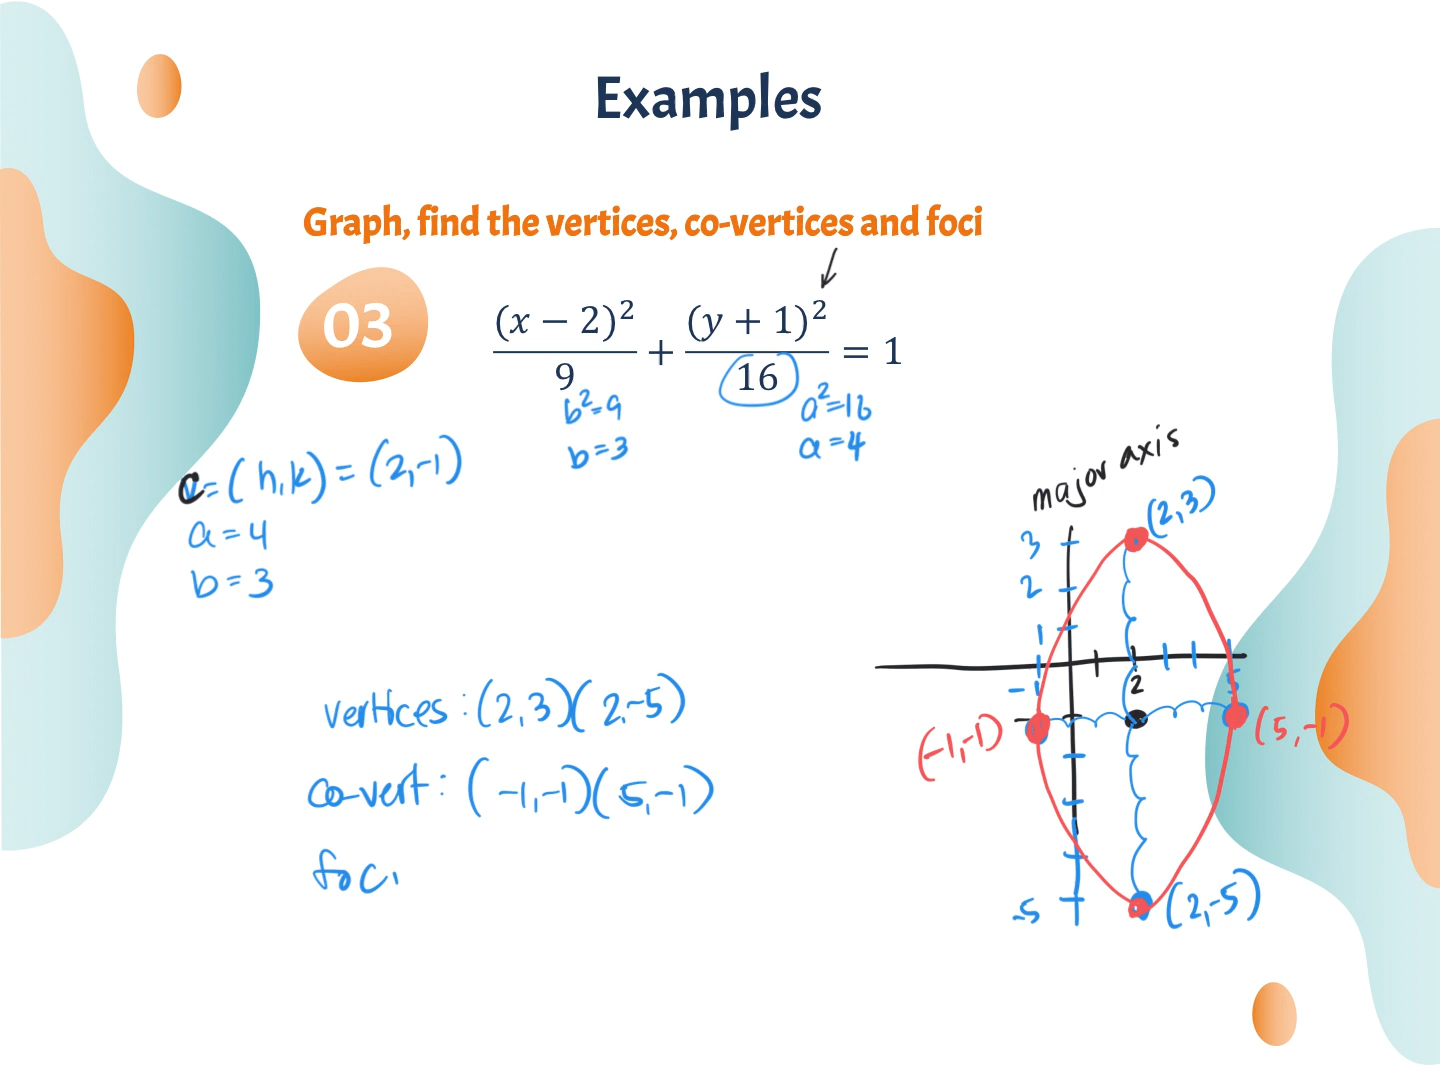 Examples
Graph, find the vertices, co-vertices and foci
03
(x − 2)²/9 + (y + 1)²/16 = 1
b²=9
a²=16
b=3
a=4
C=(h,k)=(2,-1)
a=4
b=3
major axis
(2,3)
3
2
1
-1
2
5
(-1,-1)
(5,-1)
-5
(2,-5)
vertices:(2,3)(2,-5)
co-vert: (-1,-1)(5,-1)
foci